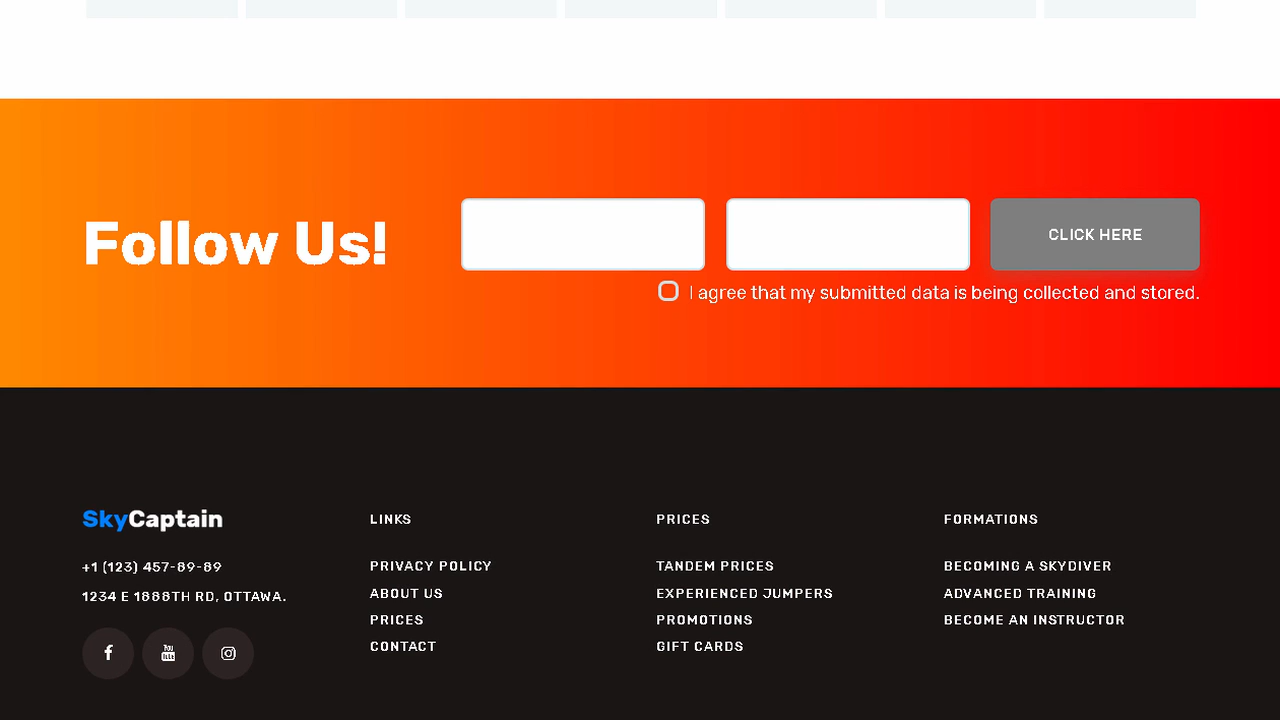 Follow Us!
CLICK HERE
I agree that my submitted data is being collected and stored.
SkyCaptain
+1 (123) 457-89-89
1234 E 1888TH RD, OTTAWA.
You
Tube
LINKS
PRIVACY POLICY
ABOUT US
PRICES
CONTACT
PRICES
TANDEM PRICES
EXPERIENCED JUMPERS
PROMOTIONS
GIFT CARDS
FORMATIONS
BECOMING A SKYDIVER
ADVANCED TRAINING
BECOME AN INSTRUCTOR